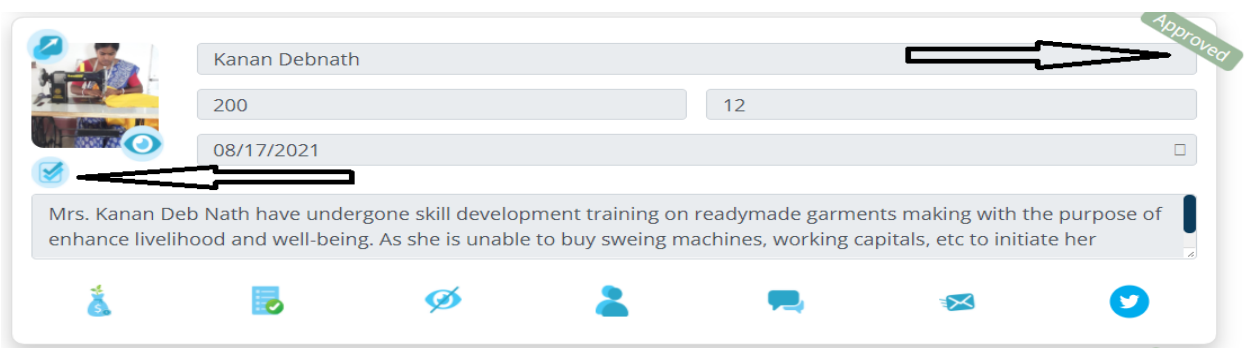 Approved
Kanan Debnath
200
12
08/17/2021
Mrs. Kanan Deb Nath have undergone skill development training on readymade garments making with the purpose of
enhance livelihood and well-being. As she is unable to buy sweing machines, working capitals, etc to initiate her